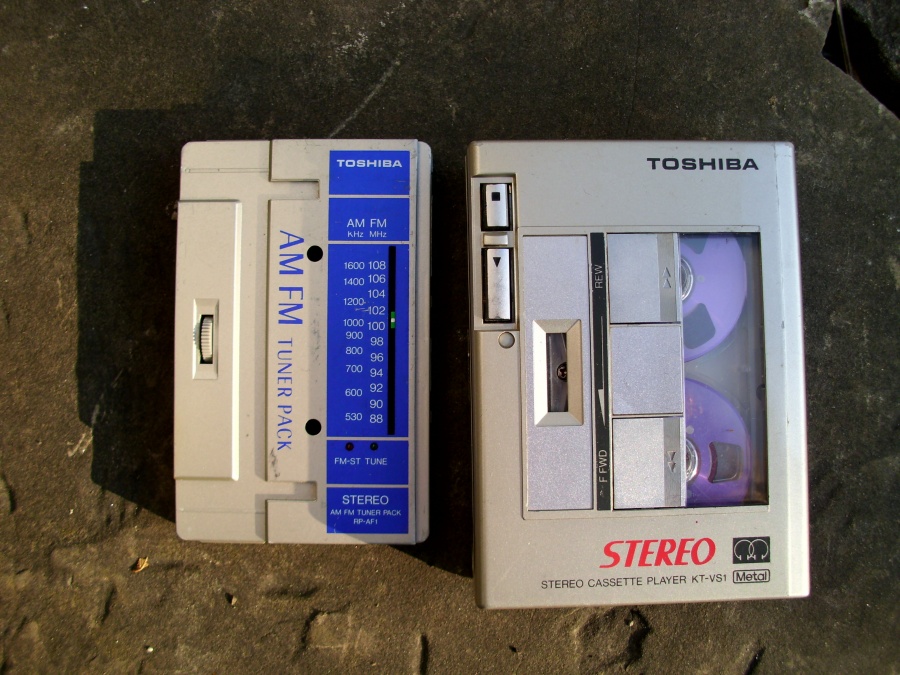 TOSHIBA
AM FM
KHz MHz
1600 108
1400 106
104
1200 102
1000 100
900 98
800 96
700 94
92
600 90
530 88
FM-ST TUNE
STEREO
AM FM TUNER PACK
RP-AF1
AM FM TUNER PACK
TOSHIBA
REW
F FWD
STEREO
STEREO CASSETTE PLAYER KT-VS1 Metal